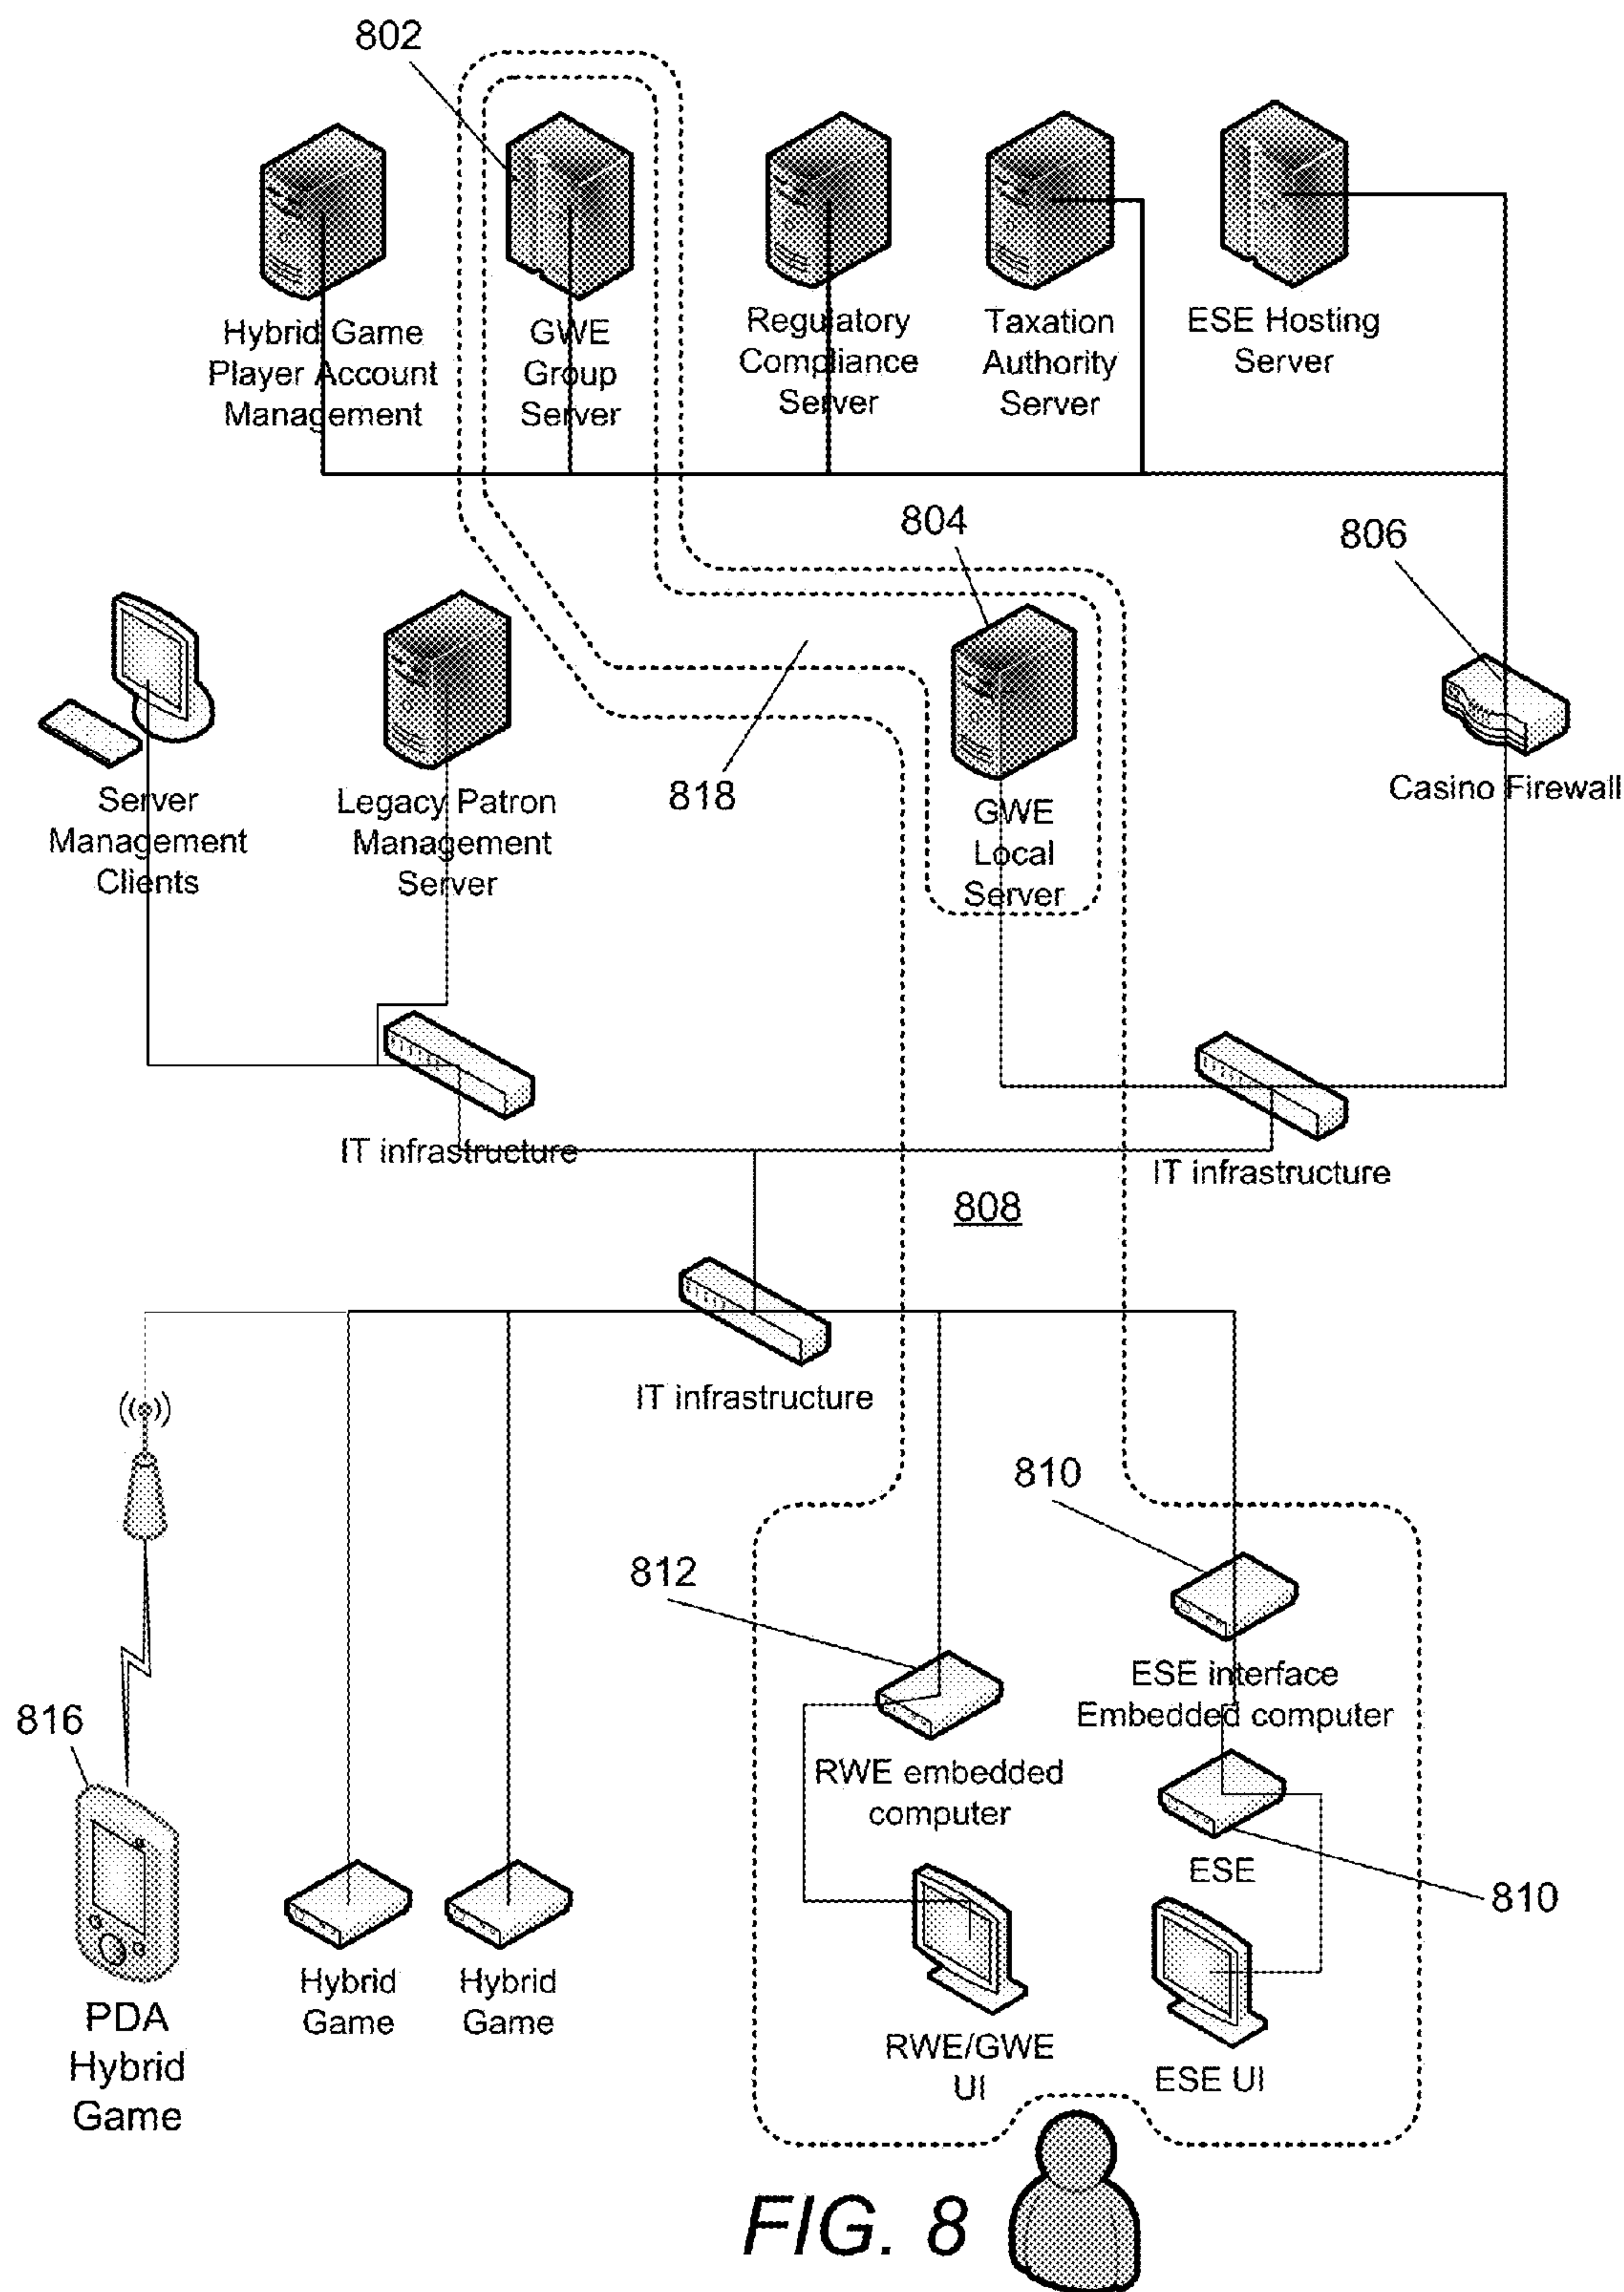 802
Hybrid Game
Player Account
Management
GWE
Group
Server
Regulatory
Compliance
Server
Taxation
Authority
Server
ESE Hosting
Server
804
806
818
Server
Management
Clients
Legacy Patron
Management
Server
GWE
Local
Server
Casino Firewall
IT infrastructure
IT infrastructure
808
IT infrastructure
810
812
ESE interface
Embedded computer
816
RWE embedded
computer
ESE
810
PDA
Hybrid
Game
Hybrid
Game
Hybrid
Game
RWE/GWE
UI
ESE UI
FIG. 8